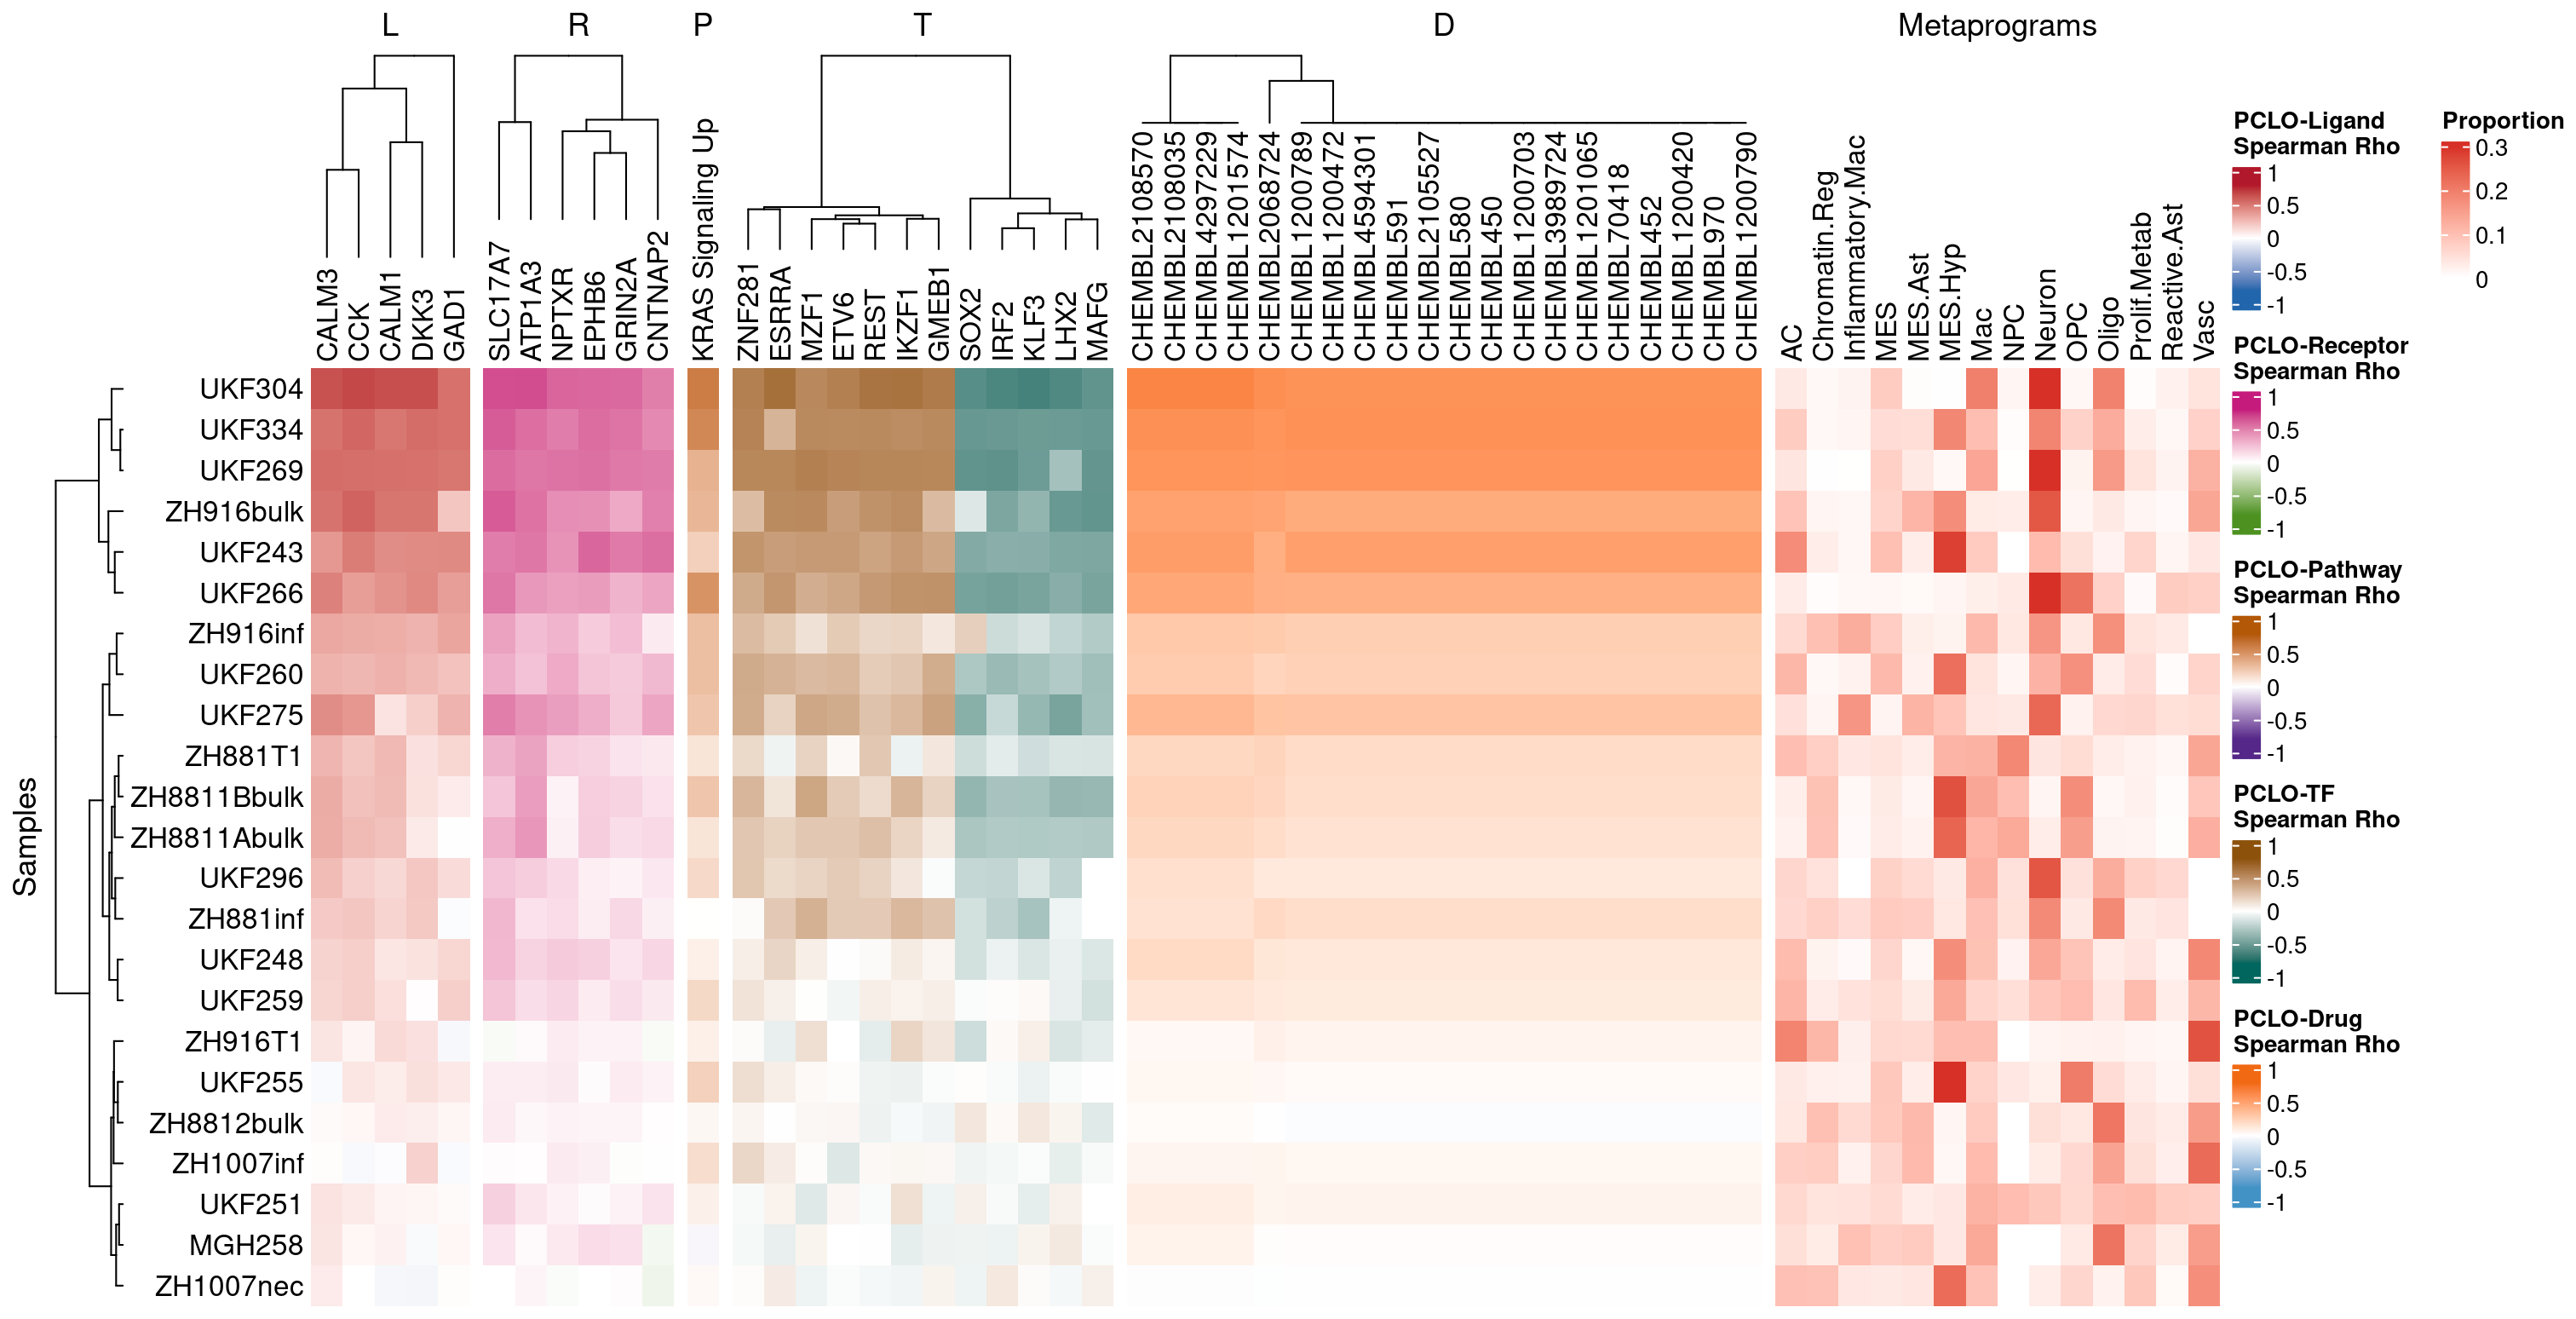 L
R
P
T
D
Metaprograms
CALM3
CCK
CALM1
DKK3
GAD1
SLC17A7
ATP1A3
NPTXR
EPHB6
GRIN2A
CNTNAP2
KRAS Signaling Up
ZNF281
ESRRA
MZF1
ETV6
REST
IKZF1
GMEB1
SOX2
IRF2
KLF3
LHX2
MAFG
CHEMBL2108570
CHEMBL2108035
CHEMBL4297229
CHEMBL1201574
CHEMBL2068724
CHEMBL1200789
CHEMBL1200472
CHEMBL4594301
CHEMBL591
CHEMBL2105527
CHEMBL580
CHEMBL450
CHEMBL1200703
CHEMBL3989724
CHEMBL1201065
CHEMBL70418
CHEMBL452
CHEMBL1200420
CHEMBL970
CHEMBL1200790
AC
Chromatin.Reg
Inflammatory.Mac
MES
MES.Ast
MES.Hyp
Mac
NPC
Neuron
OPC
Oligo
Prolif.Metab
Reactive.Ast
Vasc
Samples
UKF304
UKF334
UKF269
ZH916bulk
UKF243
UKF266
ZH916inf
UKF260
UKF275
ZH881T1
ZH8811Bbulk
ZH8811Abulk
UKF296
ZH881inf
UKF248
UKF259
ZH916T1
UKF255
ZH8812bulk
ZH1007inf
UKF251
MGH258
ZH1007nec
PCLO-Ligand
Spearman Rho
1
0.5
0
-0.5
-1
PCLO-Receptor
Spearman Rho
1
0.5
0
-0.5
-1
PCLO-Pathway
Spearman Rho
1
0.5
0
-0.5
-1
PCLO-TF
Spearman Rho
1
0.5
0
-0.5
-1
PCLO-Drug
Spearman Rho
1
0.5
0
-0.5
-1
Proportion
0.3
0.2
0.1
0